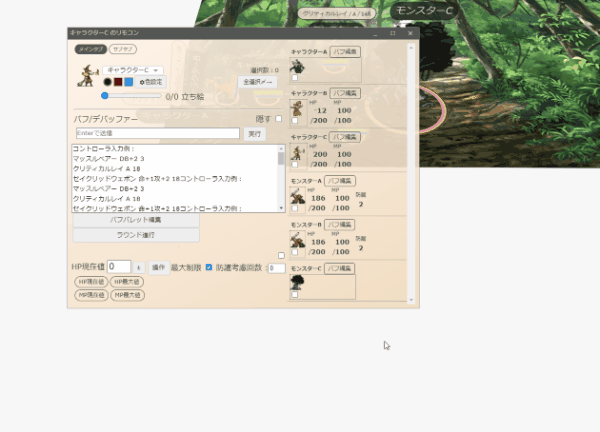 クリティカルレイ / A / 16R
モンスターC
キャラクターC のリモコン
メインタブ サブタブ
キャラクターC
選択数：0
色設定
0/0 立ち絵
バフ/デバッファー
隠す
Enterで送信
実行
コントローラ入力例：
マッスルベアー DB+2 3
クリティカルレイ A 18
セイクリッドウェポン 命+1攻+2 18コントローラ入力例：
マッスルベアー DB+2 3
クリティカルレイ A 18
セイクリッドウェポン 命+1攻+2 18コントローラ入力例：
バフパレット編集
ラウンド進行
HP現在値 0 ± 操作 最大制限 防護考慮回数：0
HP現在値 HP最大値
MP現在値 MP最大値
キャラクターA バフ編集
キャラクターB バフ編集
HP MP
-12 100
/200 /100
キャラクターC バフ編集
HP MP
200 100
/200 /100
モンスターA バフ編集
HP MP 防護
186 100 2
/200 /100
モンスターB バフ編集
HP MP 防護
186 100 2
/200 /100
モンスターC バフ編集